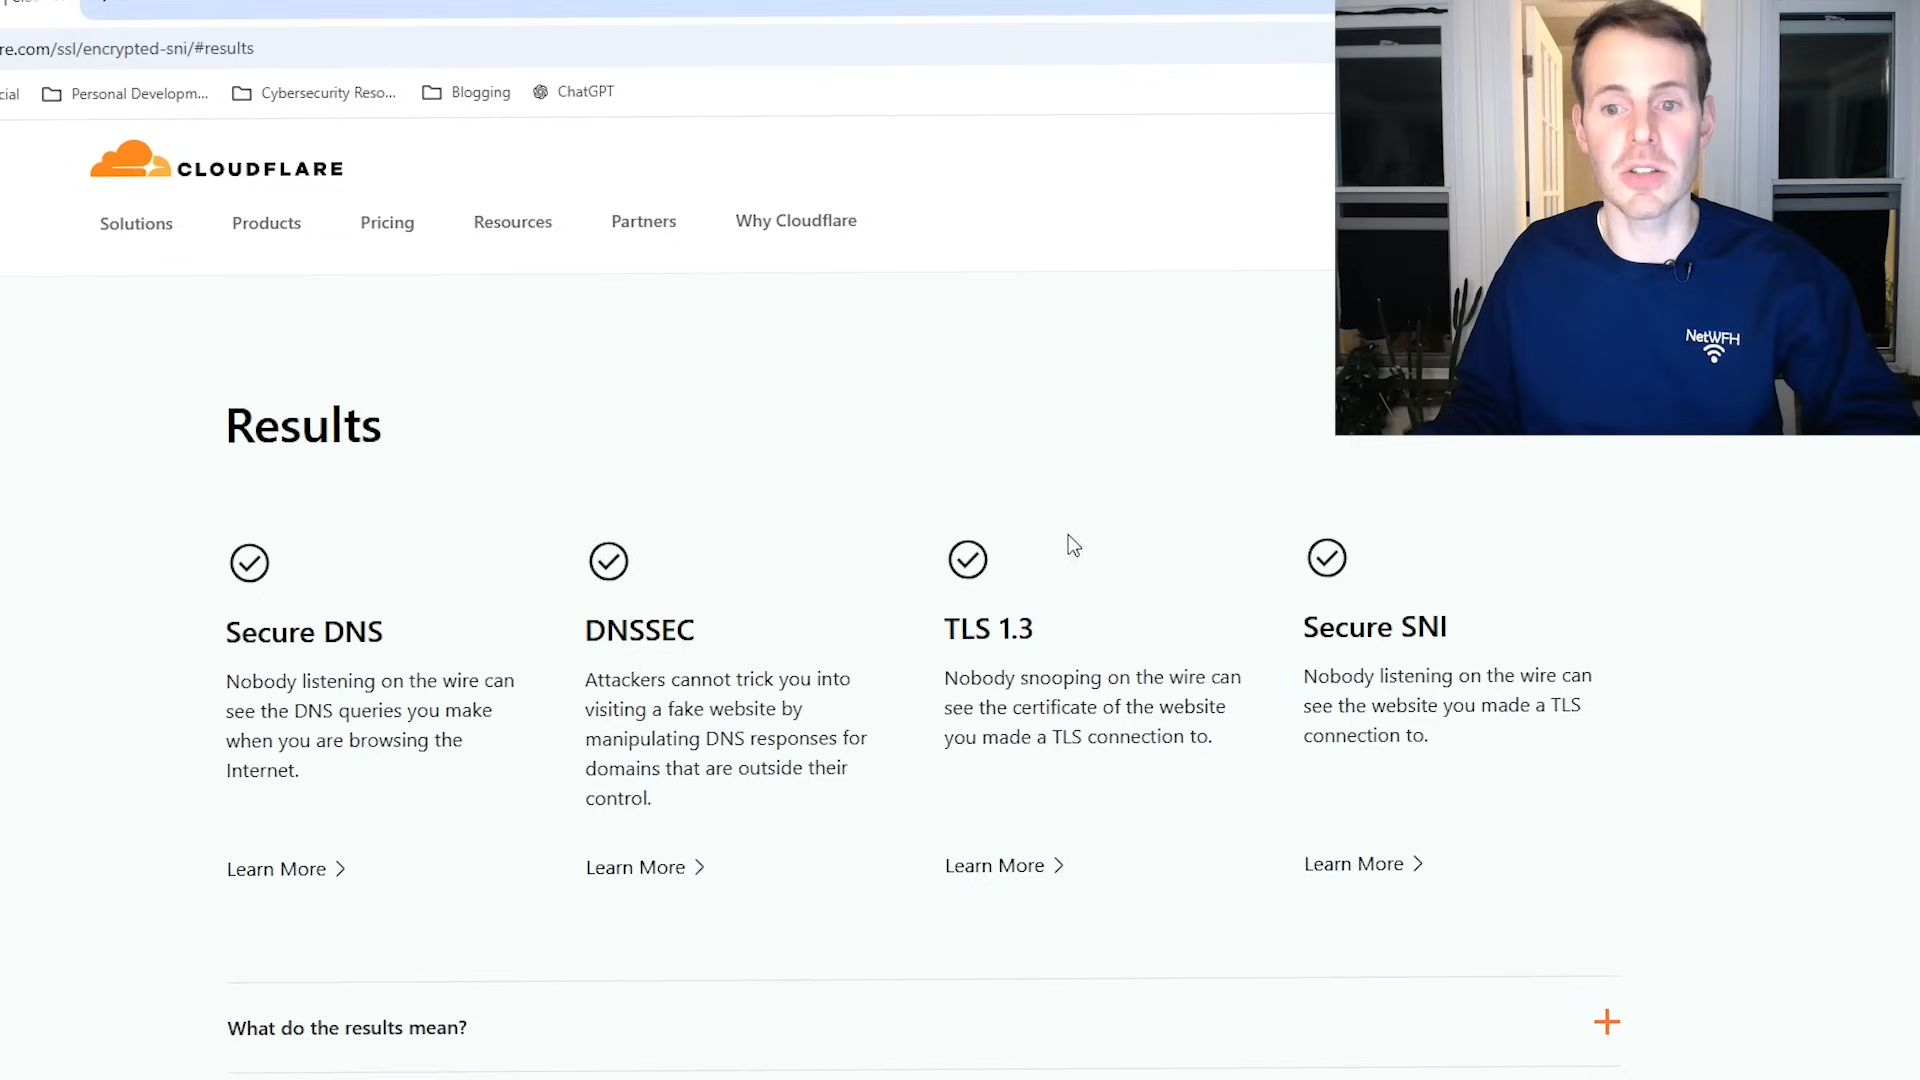 re.com/ssl/encrypted-sni/#results
cial
Personal Developm...
Cybersecurity Reso...
Blogging
ChatGPT
CLOUDFLARE
Solutions
Products
Pricing
Resources
Partners
Why Cloudflare
NetWFH
Results
Secure DNS
Nobody listening on the wire can
see the DNS queries you make
when you are browsing the
Internet.
Learn More
DNSSEC
Attackers cannot trick you into
visiting a fake website by
manipulating DNS responses for
domains that are outside their
control.
Learn More
TLS 1.3
Nobody snooping on the wire can
see the certificate of the website
you made a TLS connection to.
Learn More
Secure SNI
Nobody listening on the wire can
see the website you made a TLS
connection to.
Learn More
What do the results mean?